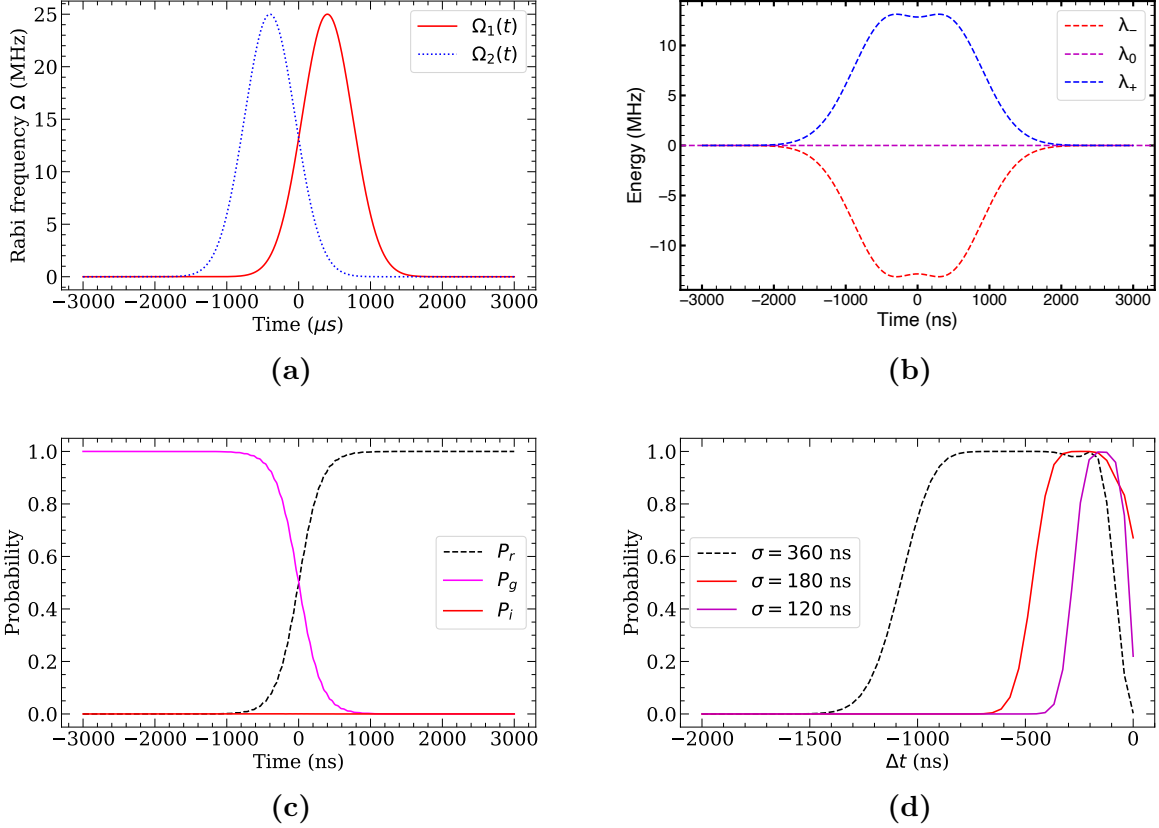 25
20
15
10
5
0
Rabi frequency Ω (MHz)
Ω₁(t)
Ω₂(t)
−3000 −2000 −1000 0 1000 2000 3000
Time (μs)
(a)
10
5
0
−5
−10
Energy (MHz)
λ₋
λ₀
λ₊
−3000 −2000 −1000 0 1000 2000 3000
Time (ns)
(b)
1.0
0.8
0.6
0.4
0.2
0.0
Probability
P_r
P_g
P_i
−3000 −2000 −1000 0 1000 2000 3000
Time (ns)
(c)
1.0
0.8
0.6
0.4
0.2
0.0
Probability
σ = 360 ns
σ = 180 ns
σ = 120 ns
−2000 −1500 −1000 −500 0
Δt (ns)
(d)